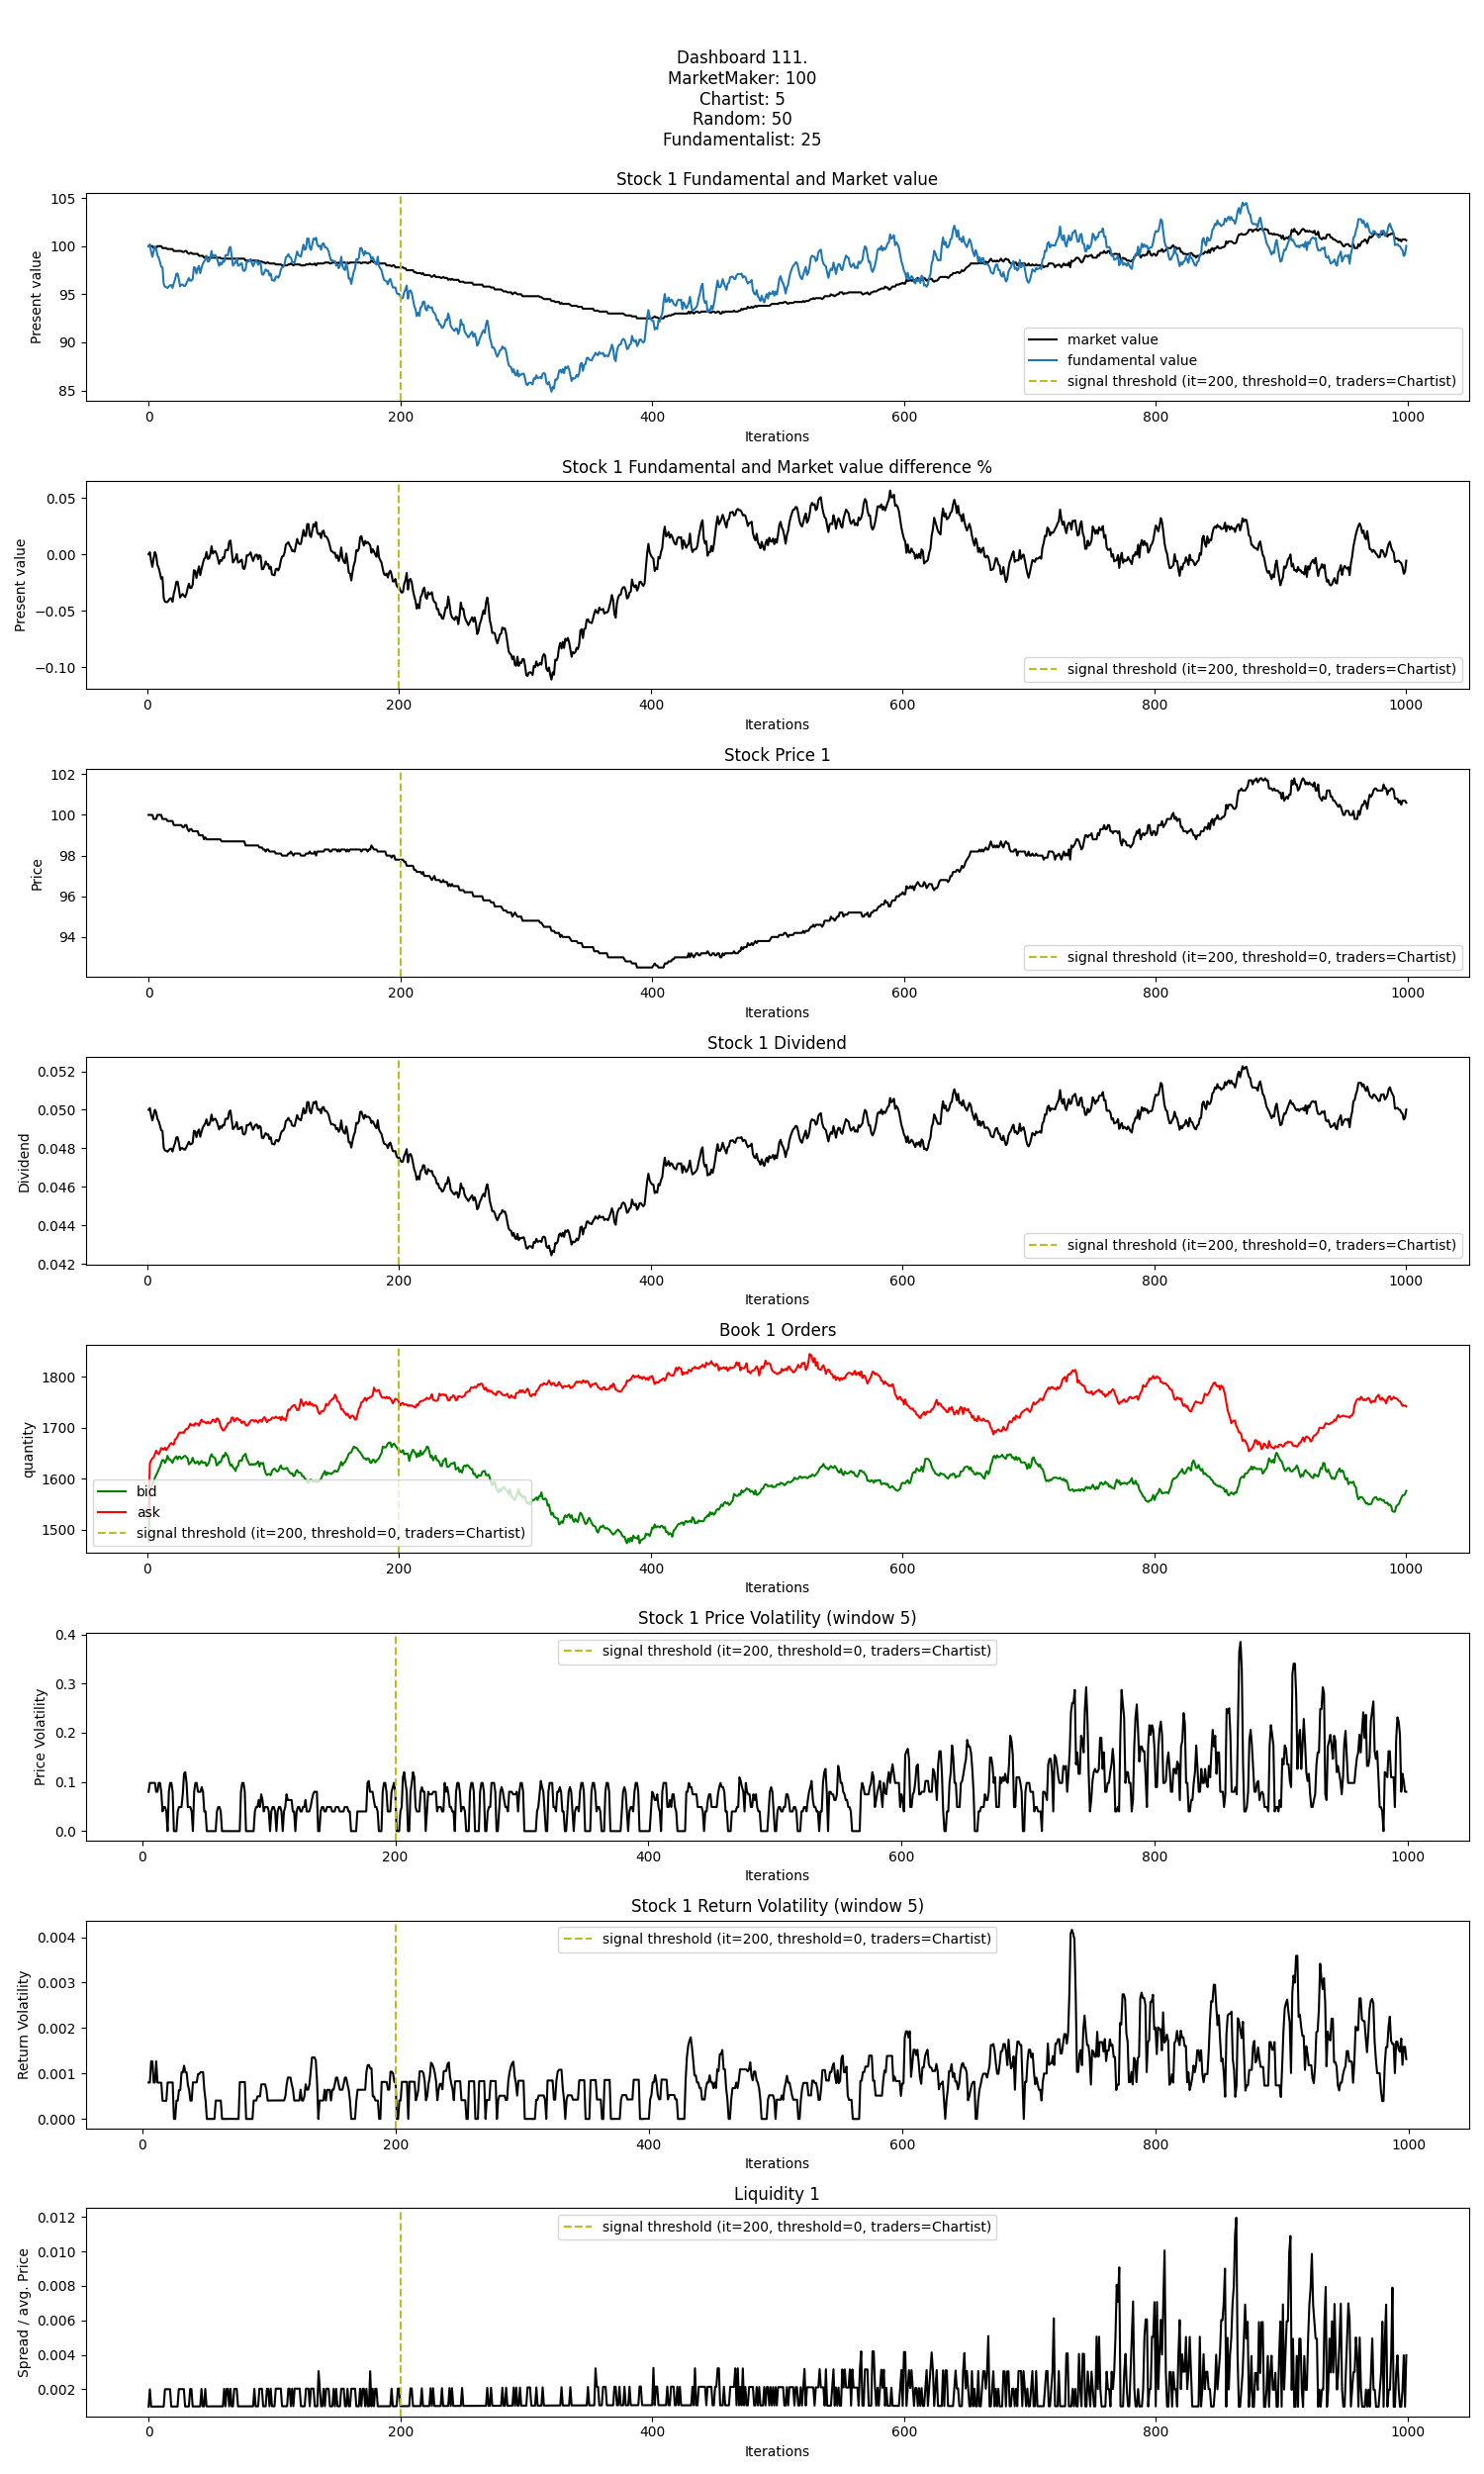 Dashboard 111.
MarketMaker: 100
Chartist: 5
Random: 50
Fundamentalist: 25
Stock 1 Fundamental and Market value
105
100
95
90
85
Present value
market value
fundamental value
signal threshold (it=200, threshold=0, traders=Chartist)
0 200 400 600 800 1000
Iterations
Stock 1 Fundamental and Market value difference %
0.05
0.00
−0.05
−0.10
Present value
signal threshold (it=200, threshold=0, traders=Chartist)
0 200 400 600 800 1000
Iterations
Stock Price 1
102
100
98
96
94
Price
signal threshold (it=200, threshold=0, traders=Chartist)
0 200 400 600 800 1000
Iterations
Stock 1 Dividend
0.052
0.050
0.048
0.046
0.044
0.042
Dividend
signal threshold (it=200, threshold=0, traders=Chartist)
0 200 400 600 800 1000
Iterations
Book 1 Orders
1800
1700
1600
1500
quantity
bid
ask
signal threshold (it=200, threshold=0, traders=Chartist)
0 200 400 600 800 1000
Iterations
Stock 1 Price Volatility (window 5)
0.4
0.3
0.2
0.1
0.0
Price Volatility
signal threshold (it=200, threshold=0, traders=Chartist)
0 200 400 600 800 1000
Iterations
Stock 1 Return Volatility (window 5)
0.004
0.003
0.002
0.001
0.000
Return Volatility
signal threshold (it=200, threshold=0, traders=Chartist)
0 200 400 600 800 1000
Iterations
Liquidity 1
0.012
0.010
0.008
0.006
0.004
0.002
Spread / avg. Price
signal threshold (it=200, threshold=0, traders=Chartist)
0 200 400 600 800 1000
Iterations